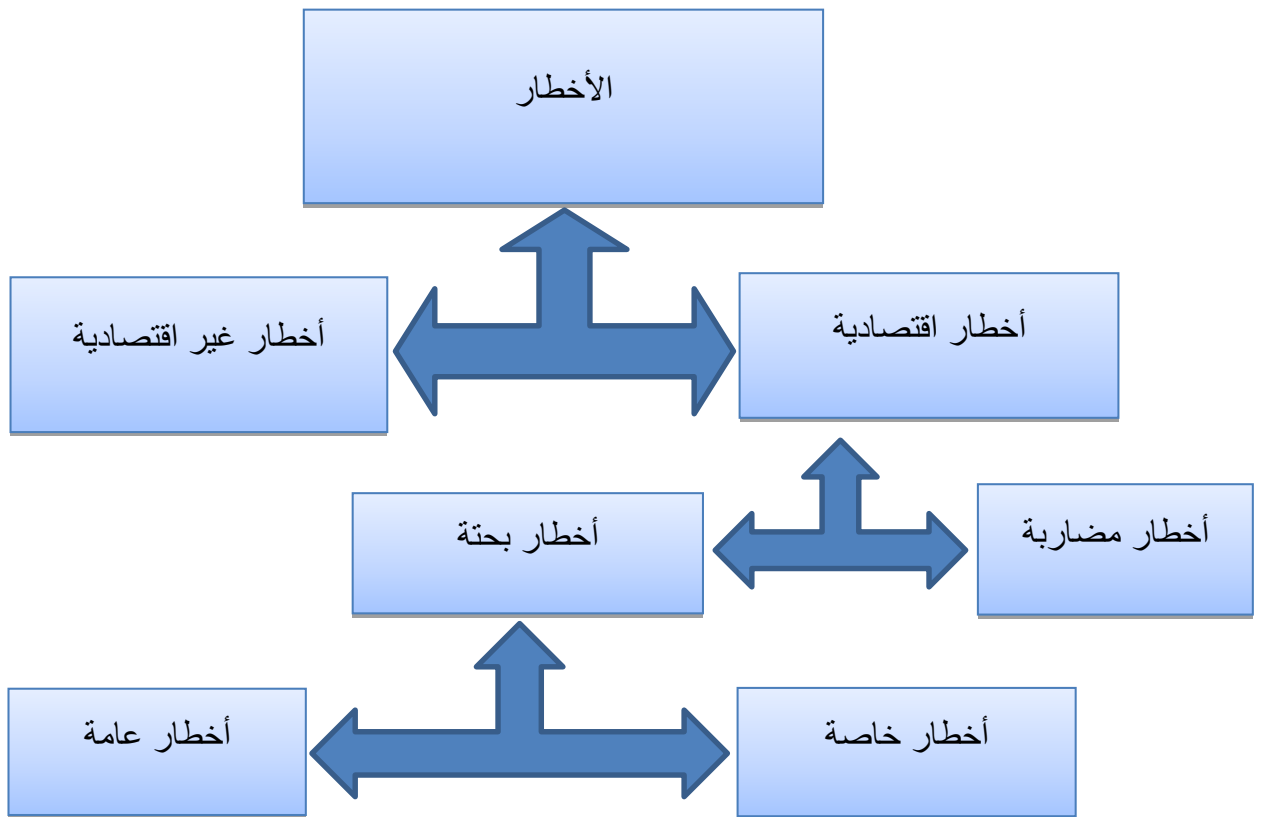 الأخطار
أخطار اقتصادية
أخطار غير اقتصادية
أخطار مضاربة
أخطار بحتة
أخطار خاصة
أخطار عامة